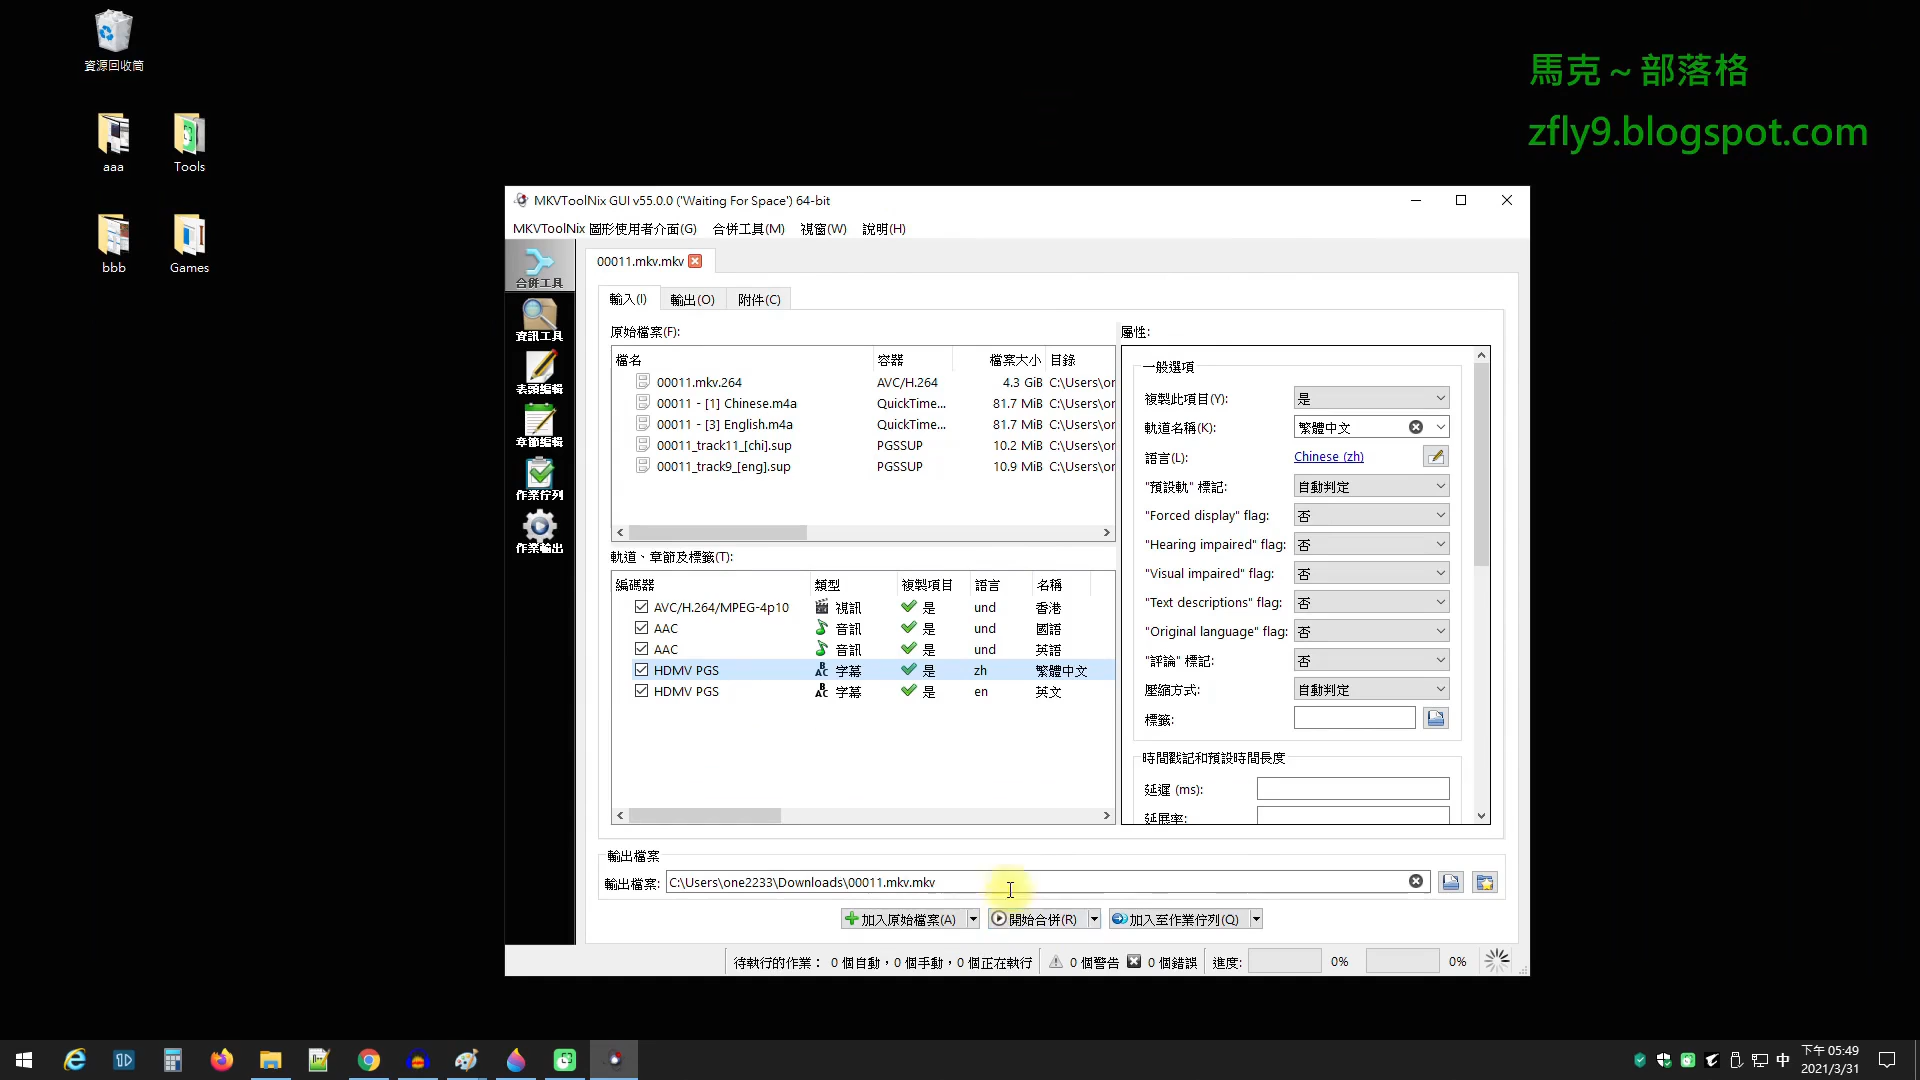 資源回收筒
aaa
Tools
bbb
Games
馬克～部落格
zfly9.blogspot.com
MKVToolNix GUI v55.0.0 ('Waiting For Space') 64-bit
MKVToolNix 圖形使用者介面(G) 合併工具(M) 視窗(W) 說明(H)
合併工具
資訊工具
表頭編輯
章節編輯
作業佇列
作業輸出
00011.mkv.mkv
輸入(I) 輸出(O) 附件(C)
原始檔案(F):
檔名 容器 檔案大小 目錄
00011.mkv.264 AVC/H.264 4.3 GiB C:\Users\or
00011 - [1] Chinese.m4a QuickTime... 81.7 MiB C:\Users\or
00011 - [3] English.m4a QuickTime... 81.7 MiB C:\Users\or
00011_track11_[chi].sup PGSSUP 10.2 MiB C:\Users\or
00011_track9_[eng].sup PGSSUP 10.9 MiB C:\Users\or
軌道、章節及標籤(T):
編碼器 類型 複製項目 語言 名稱
AVC/H.264/MPEG-4p10 視訊 是 und 香港
AAC 音訊 是 und 國語
AAC 音訊 是 und 英語
HDMV PGS 字幕 是 zh 繁體中文
HDMV PGS 字幕 是 en 英文
屬性:
一般選項
複製此項目(Y): 是
軌道名稱(K): 繁體中文
語言(L): Chinese (zh)
"預設軌" 標記: 自動判定
"Forced display" flag: 否
"Hearing impaired" flag: 否
"Visual impaired" flag: 否
"Text descriptions" flag: 否
"Original language" flag: 否
"評論" 標記: 否
壓縮方式: 自動判定
標籤:
時間戳記和預設時間長度
延遲 (ms):
延展率:
輸出檔案
輸出檔案: C:\Users\one2233\Downloads\00011.mkv.mkv
加入原始檔案(A) 開始合併(R) 加入至作業佇列(Q)
待執行的作業： 0 個自動，0 個手動，0 個正在執行 0 個警告 0 個錯誤 進度: 0% 0%
中
下午 05:49
2021/3/31